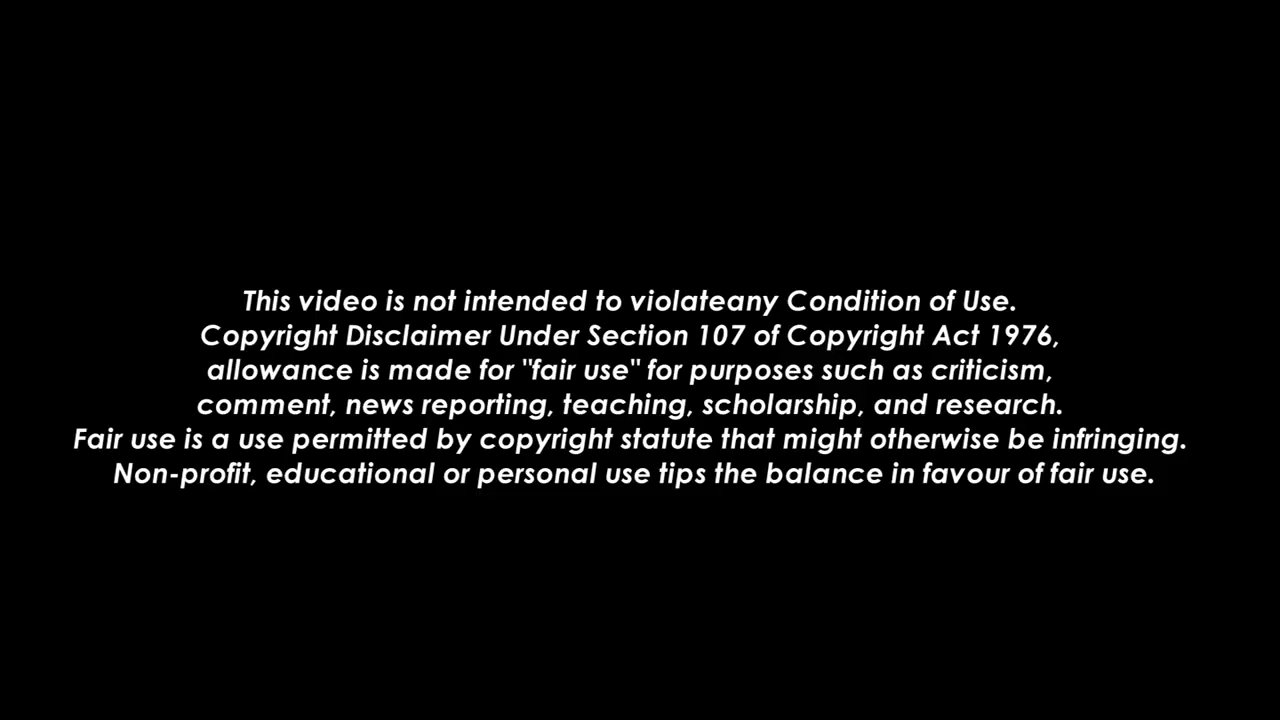 This video is not intended to violateany Condition of Use.
Copyright Disclaimer Under Section 107 of Copyright Act 1976,
allowance is made for "fair use" for purposes such as criticism,
comment, news reporting, teaching, scholarship, and research.
Fair use is a use permitted by copyright statute that might otherwise be infringing.
Non-profit, educational or personal use tips the balance in favour of fair use.